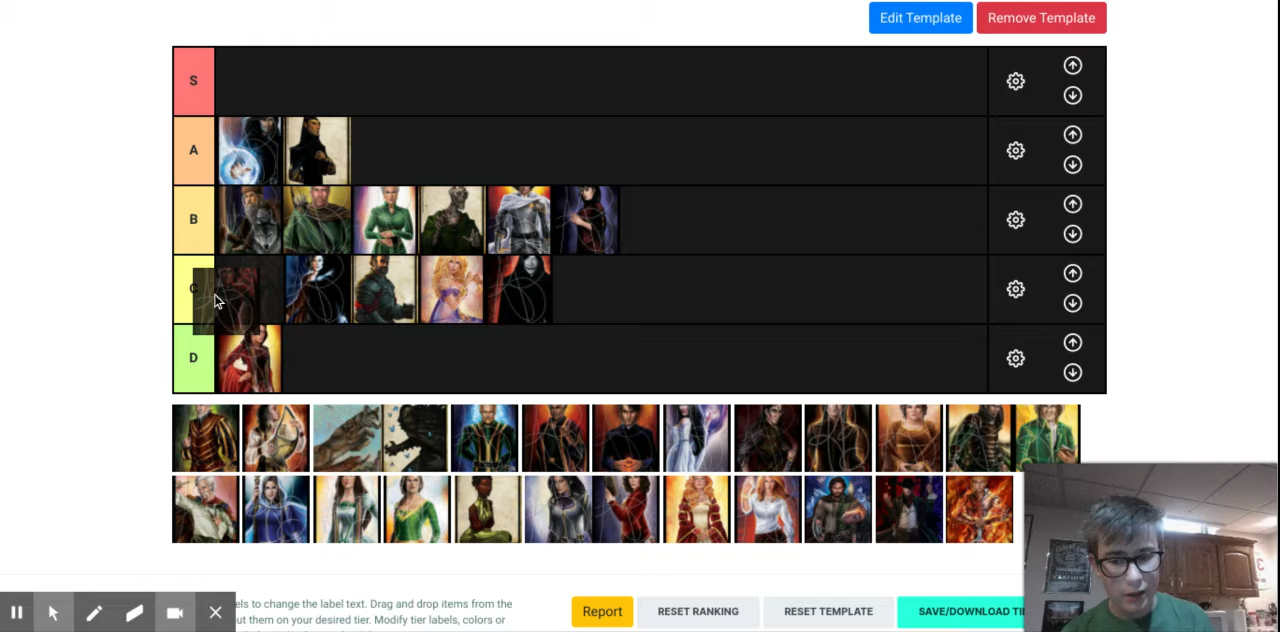 Edit Template
Remove Template
S
A
B
C
D
els to change the label text. Drag and drop items from the
ut them on your desired tier. Modify tier labels, colors or
Report
RESET RANKING
RESET TEMPLATE
SAVE/DOWNLOAD TIE